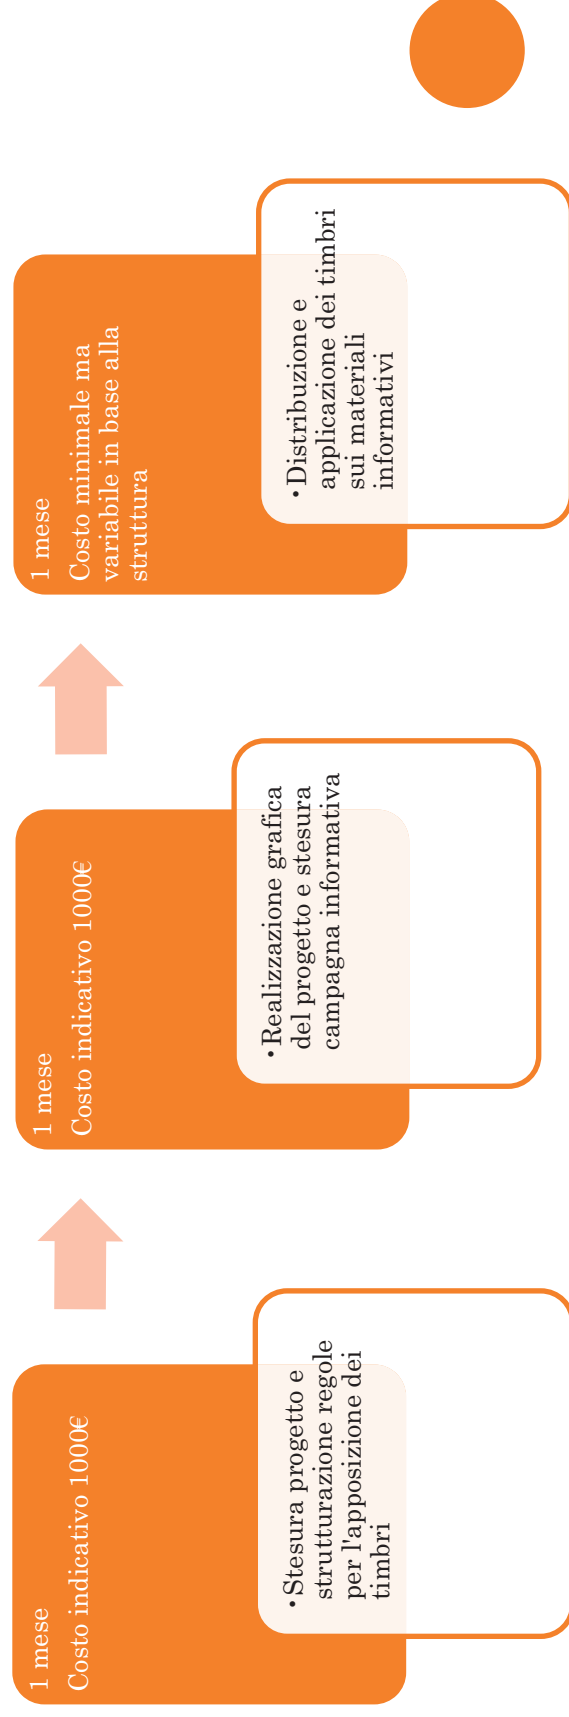 1 mese
Costo indicativo 1000€
•Stesura progetto e
strutturazione regole
per l'apposizione dei
timbri
1 mese
Costo indicativo 1000€
•Realizzazione grafica
del progetto e stesura
campagna informativa
1 mese
Costo minimale ma
variabile in base alla
struttura
•Distribuzione e
applicazione dei timbri
sui materiali
informativi